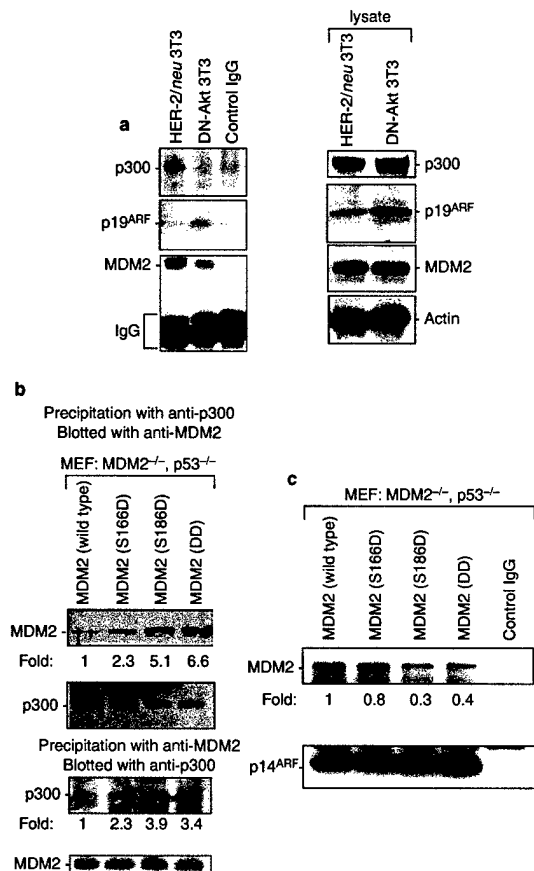 a
HER-2/neu 3T3
DN-Akt 3T3
Control IgG
p300
p19ARF
MDM2
IgG
lysate
HER-2/neu 3T3
DN-Akt 3T3
p300
p19ARF
MDM2
Actin
b
Precipitation with anti-p300
Blotted with anti-MDM2
MEF: MDM2–/–, p53–/–
MDM2 (wild type)
MDM2 (S166D)
MDM2 (S186D)
MDM2 (DD)
MDM2
Fold: 1 2.3 5.1 6.6
p300
Precipitation with anti-MDM2
Blotted with anti-p300
p300
Fold: 1 2.3 3.9 3.4
MDM2
c
MEF: MDM2–/–, p53–/–
MDM2 (wild type)
MDM2 (S166D)
MDM2 (S186D)
MDM2 (DD)
Control IgG
MDM2
Fold: 1 0.8 0.3 0.4
p14ARF